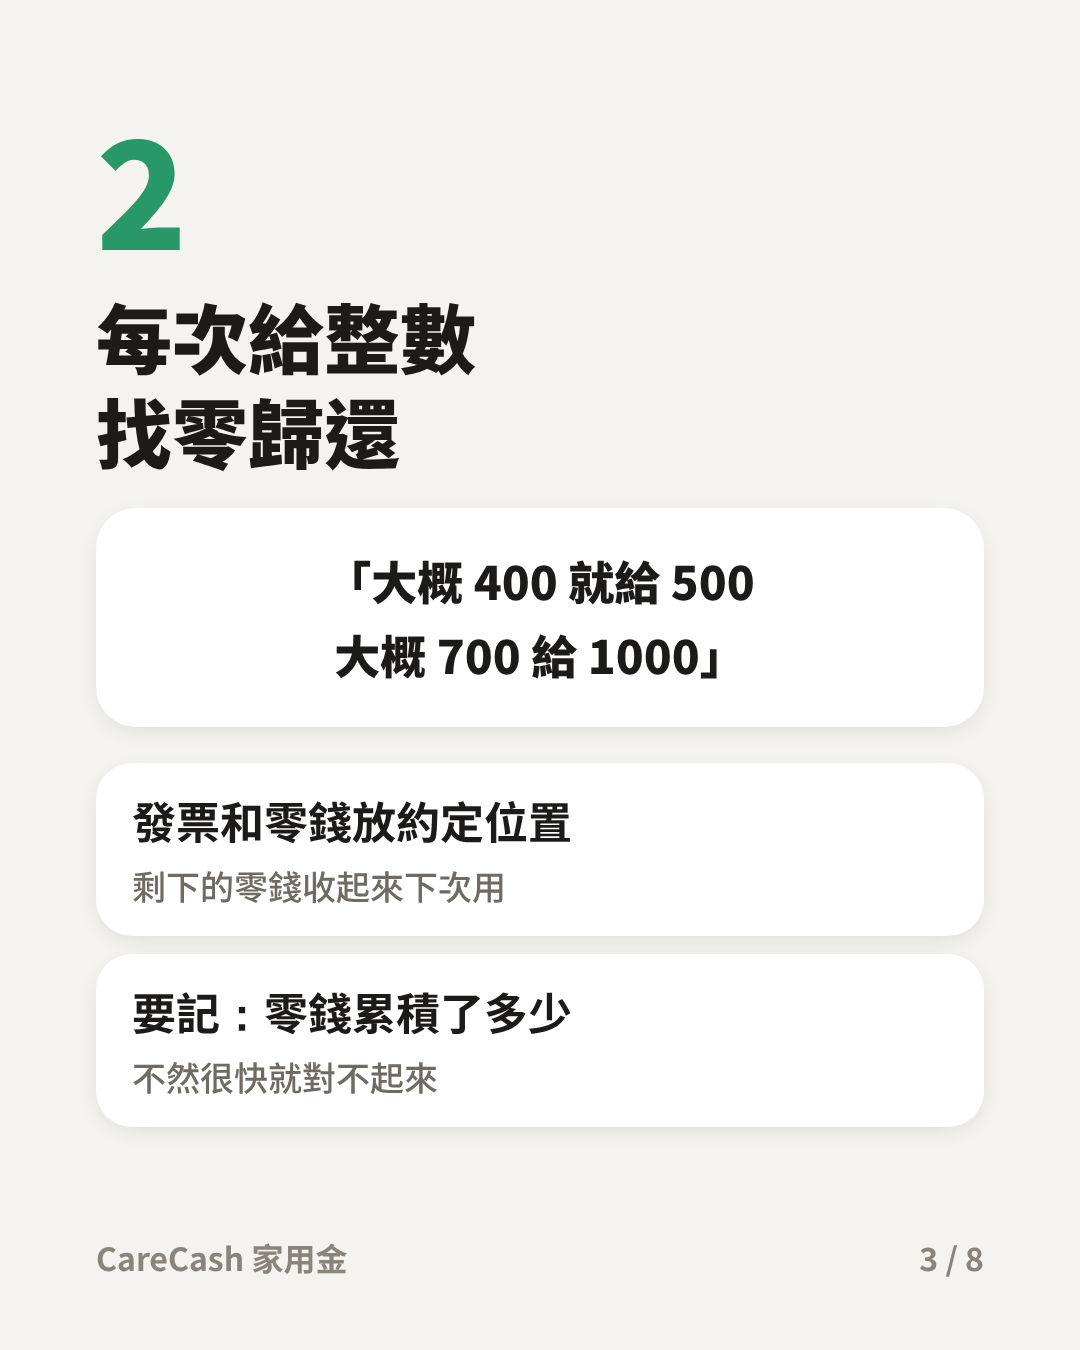 2
每次給整數
找零歸還
「大概 400 就給 500
大概 700 給 1000」
發票和零錢放約定位置
剩下的零錢收起來下次用
要記：零錢累積了多少
不然很快就對不起來
CareCash 家用金
3 / 8